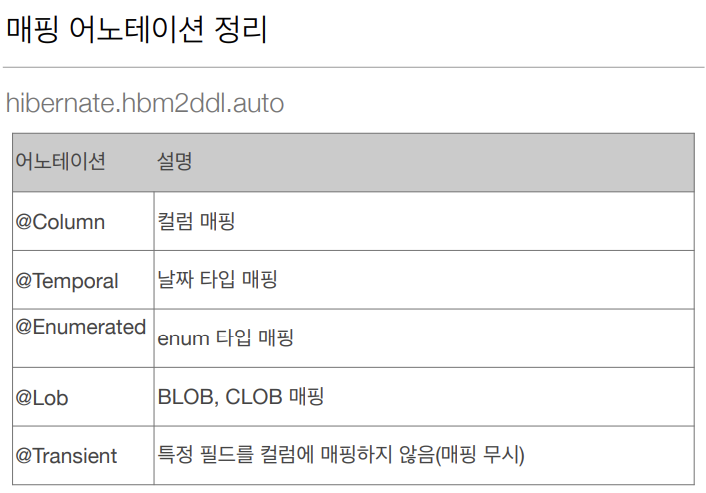 매핑 어노테이션 정리
hibernate.hbm2ddl.auto
어노테이션 설명
@Column 컬럼 매핑
@Temporal 날짜 타입 매핑
@Enumerated enum 타입 매핑
@Lob BLOB, CLOB 매핑
@Transient 특정 필드를 컬럼에 매핑하지 않음(매핑 무시)